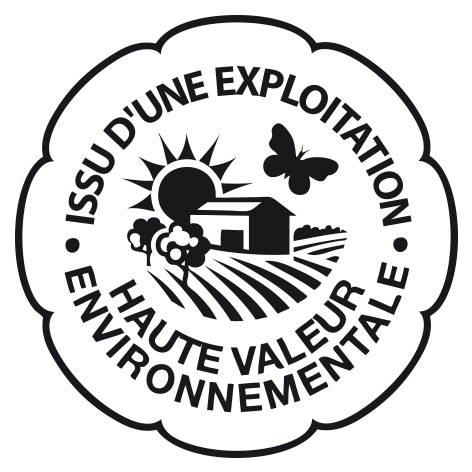 ISSU D'UNE EXPLOITATION
HAUTE VALEUR
ENVIRONNEMENTALE